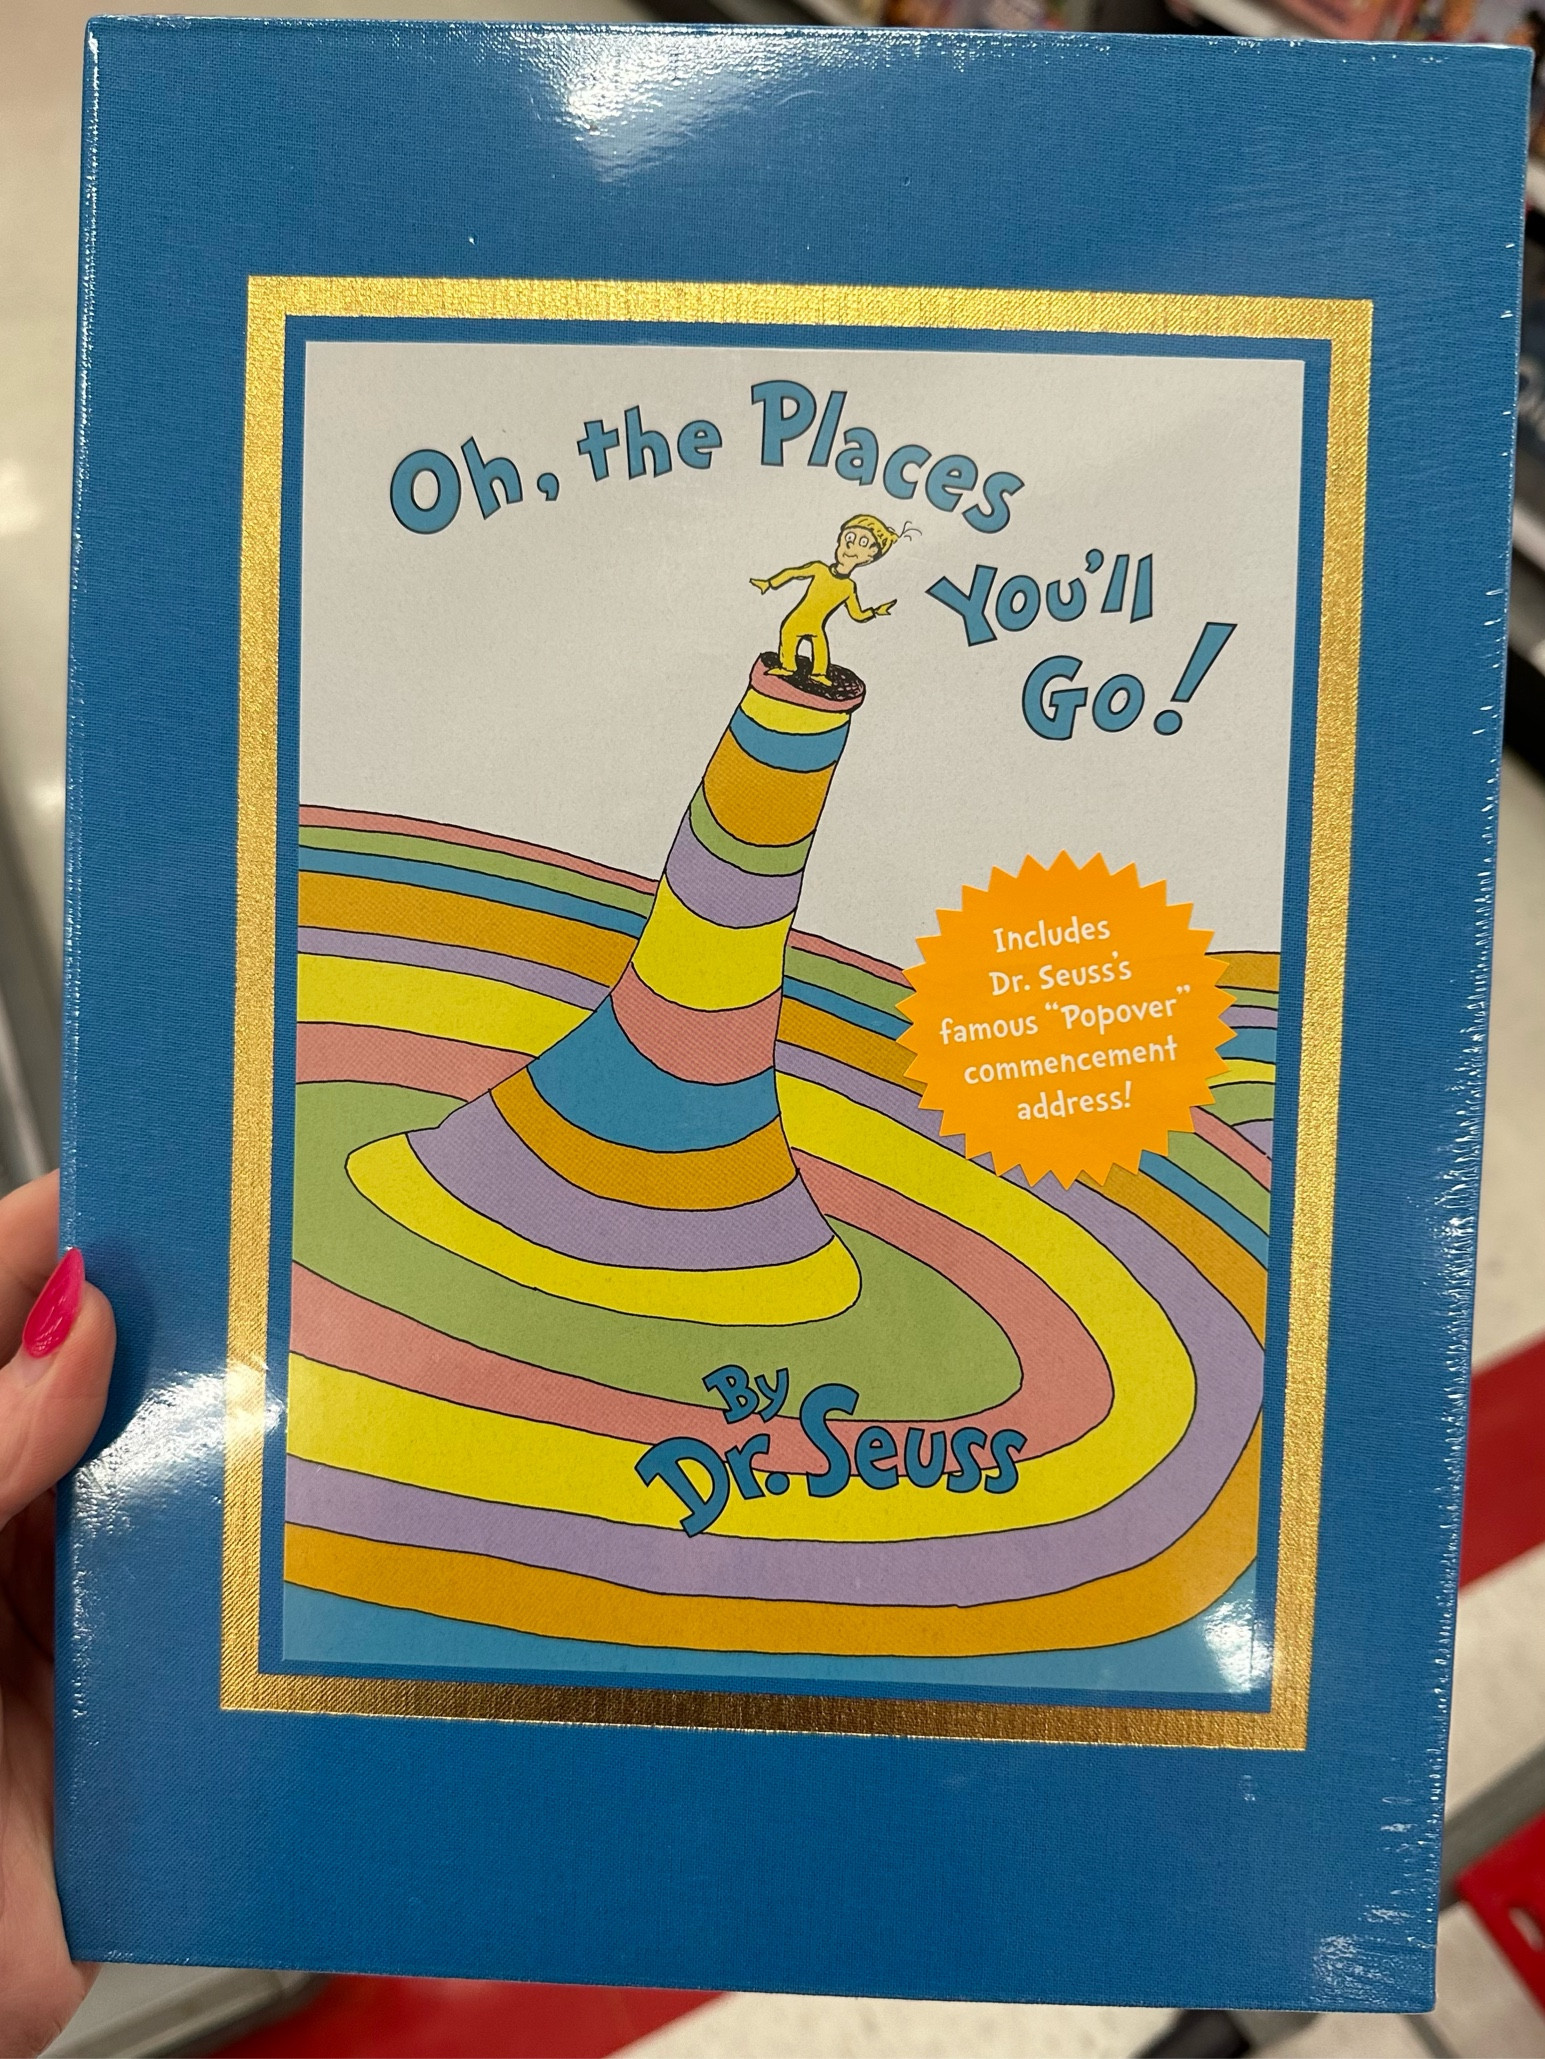 Oh, the Places
You'll
Go!
Includes
Dr. Seuss's
famous “Popover”
commencement
address!
By
Dr. Seuss